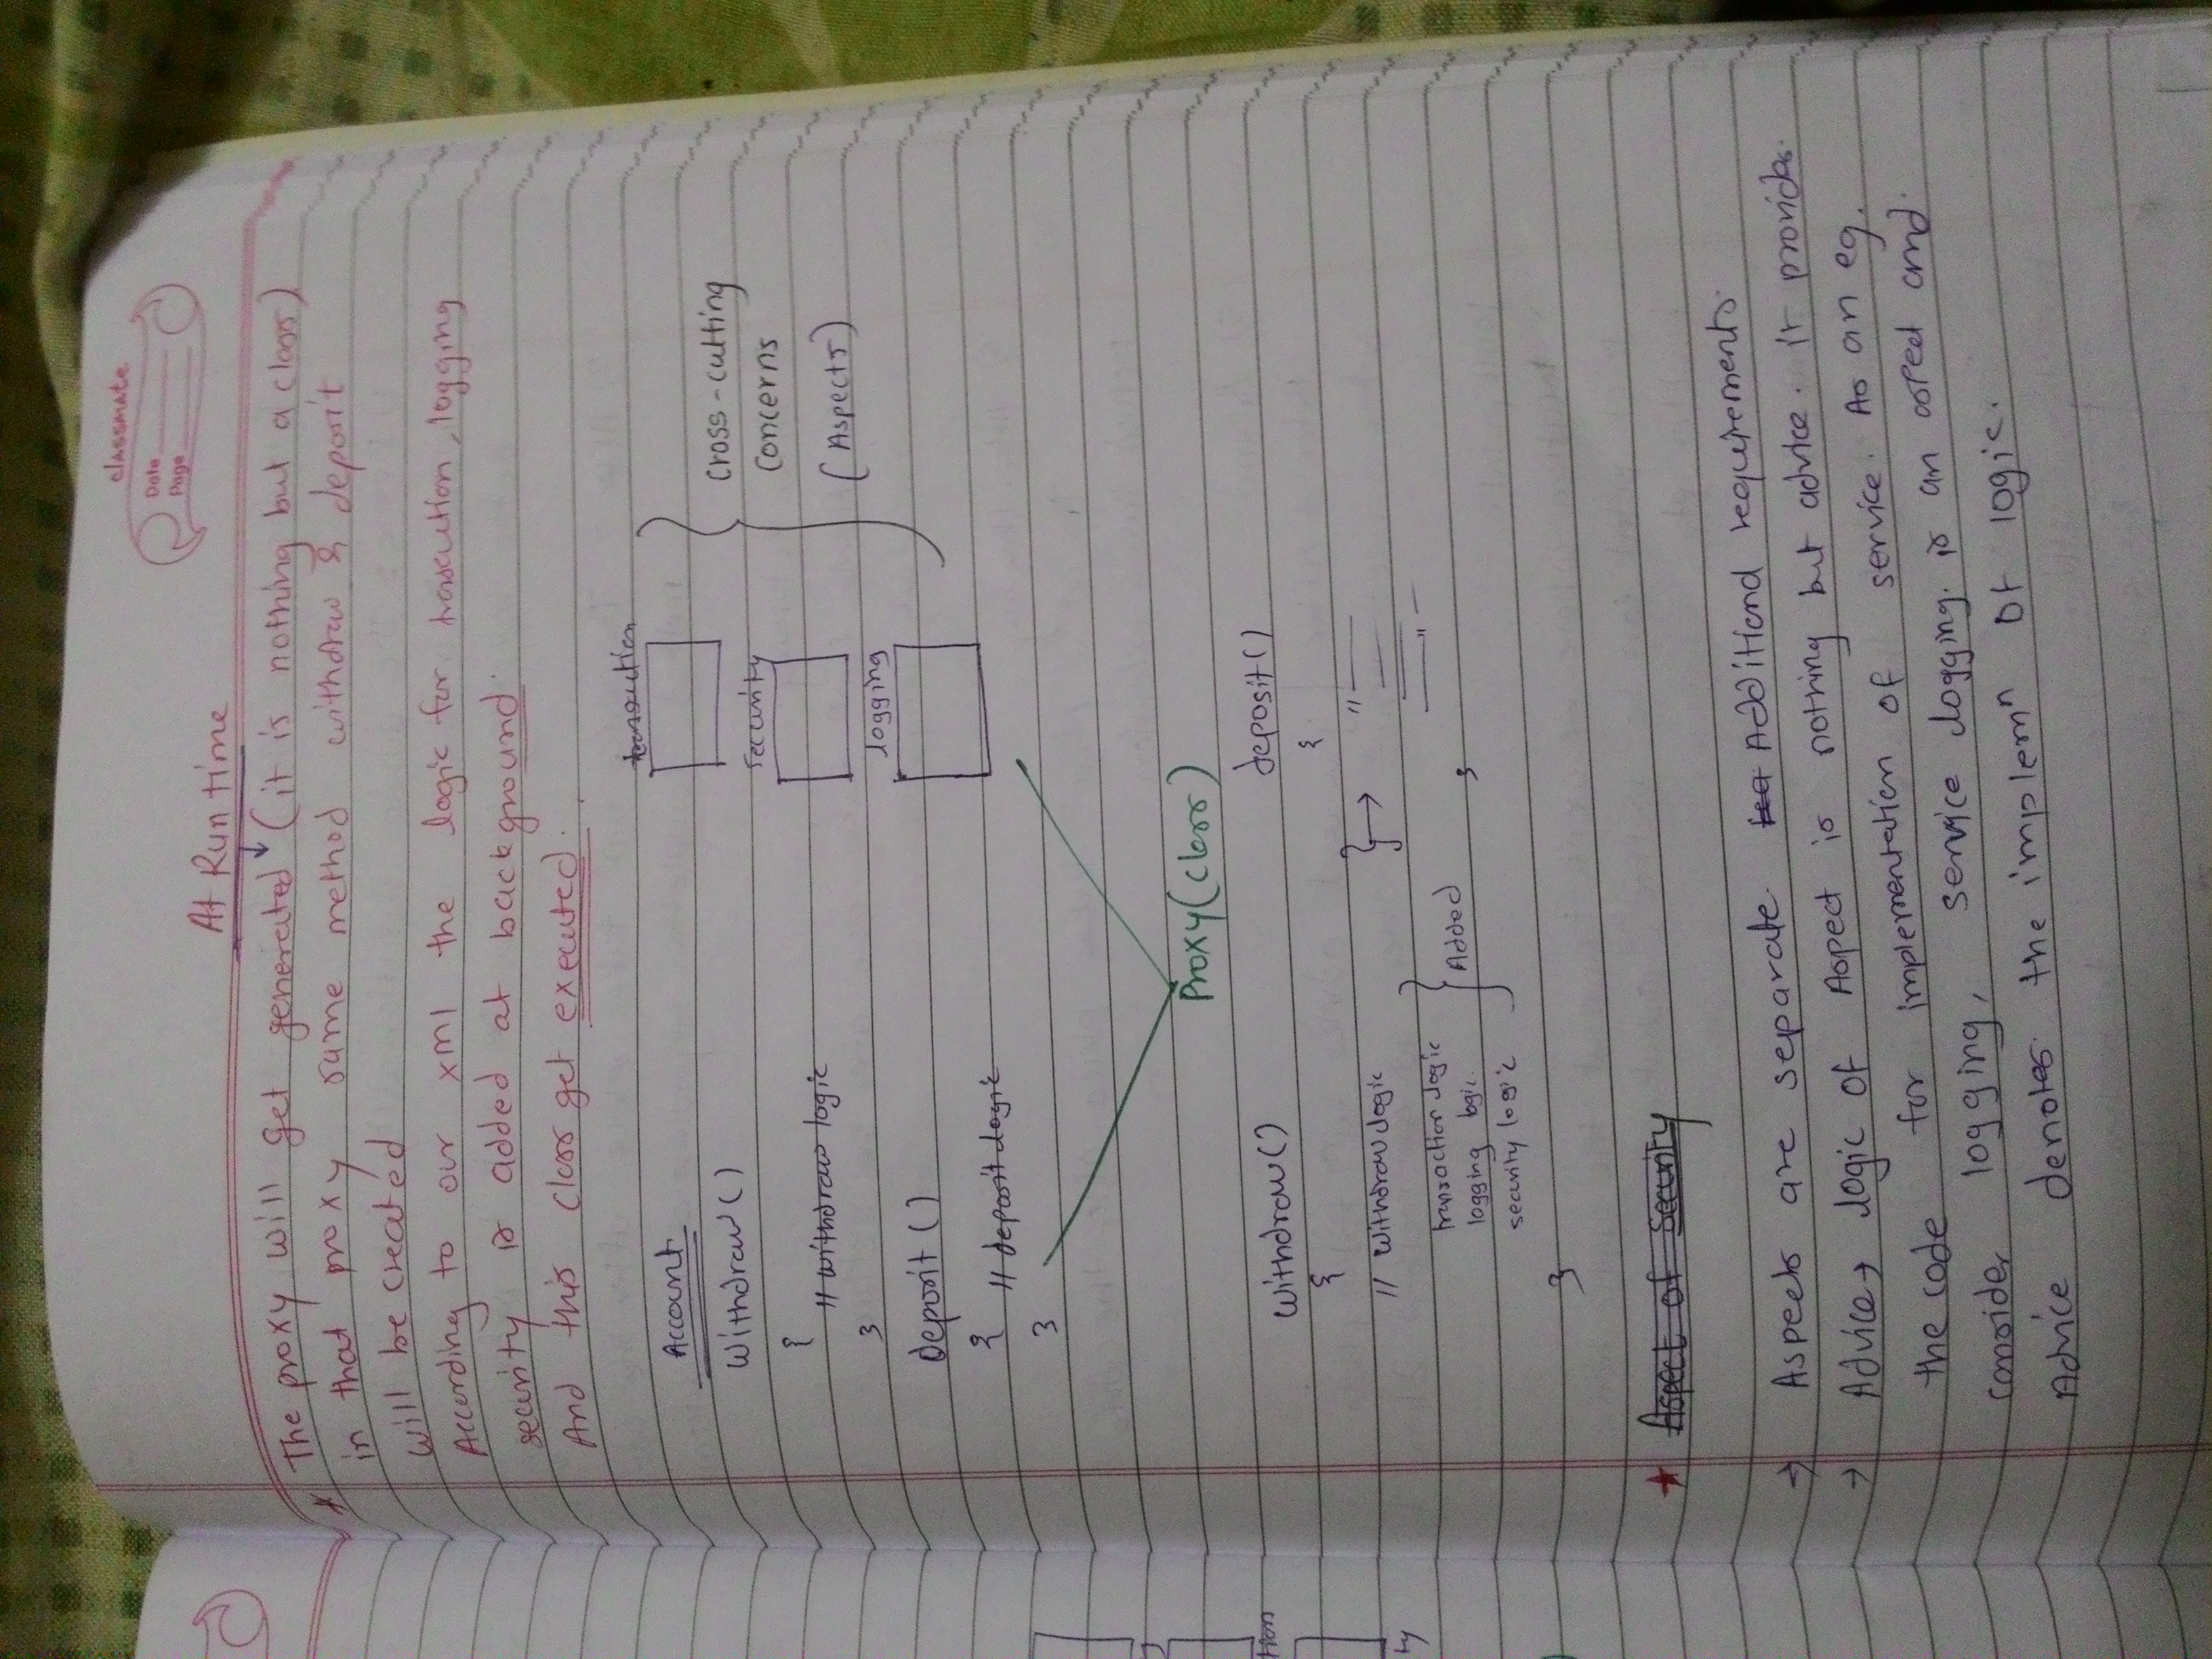 classmate
Date
Page
At Runtime
The proxy will get generated (it is nothing but a class)
in that proxy same method withdraw & deposit
will be created
According to our xml the logic for transaction, logging
security is added at background.
And this class get executed.
transaction
Account
Withdraw()
cross-cutting
security
concerns
{
// withdraw logic
(Aspects)
}
logging
deposit()
{ // deposit logic
}
Proxy(class)
Withdraw()
deposit()
{
{
// Withdraw logic
transaction logic
Added
logging logic
security logic
}
}
Aspect of Security
→ Aspects are separate Additional requirements
→ Advice → logic of Aspect is nothing but advice. it provides
the code for implementation of service. As an eg.
consider logging, service logging is an aspect and
Advice denotes the implemⁿ of logic.
tion
ty